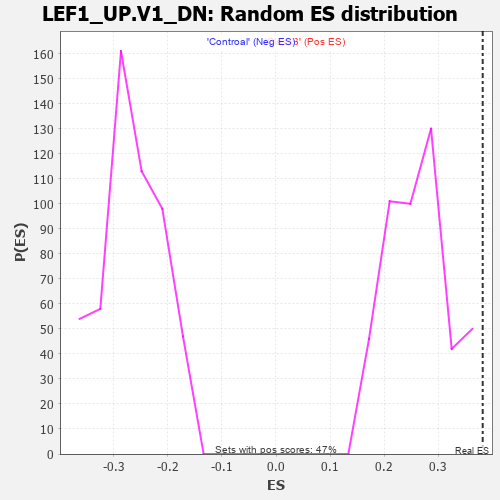 LEF1_UP.V1_DN: Random ES distribution
'Controal' (Neg ES) 3' (Pos ES)
160
150
140
130
120
110
100
90
80
70
60
50
40
30
20
10
0
P(ES)
Sets with pos scores: 47%
Real ES
-0.3 -0.2 -0.1 0.0 0.1 0.2 0.3
ES